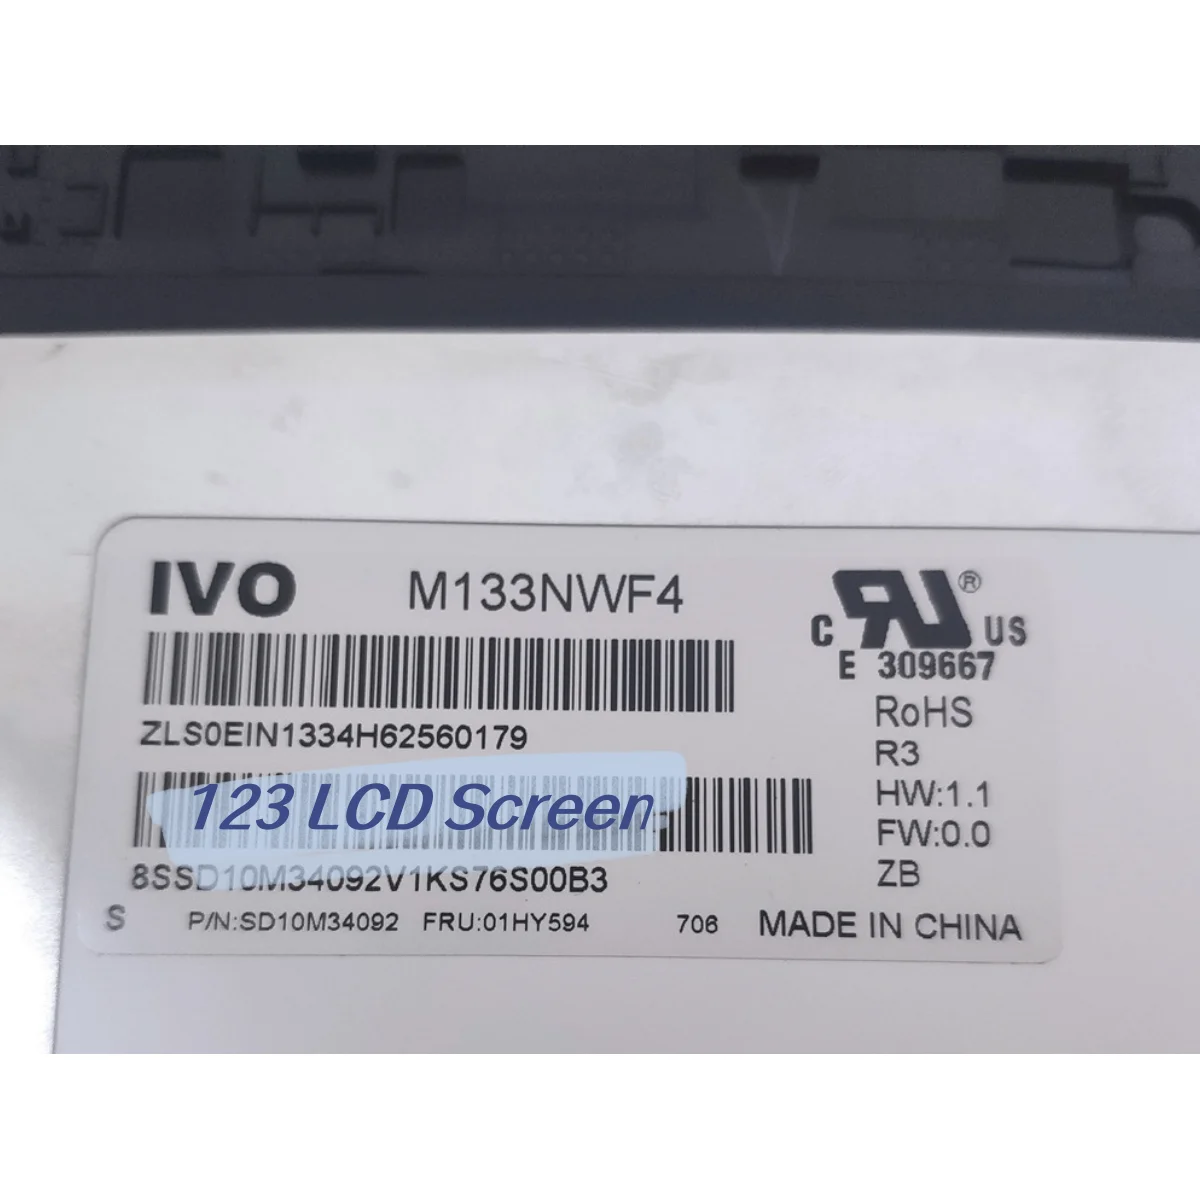 IVO M133NWF4
ZLS0EIN1334H62560179
123 LCD Screen
8SSD10M34092V1KS76S00B3
S P/N:SD10M34092 FRU:01HY594 706 MADE IN CHINA
C RU ® US
E 309667
RoHS
R3
HW:1.1
FW:0.0
ZB